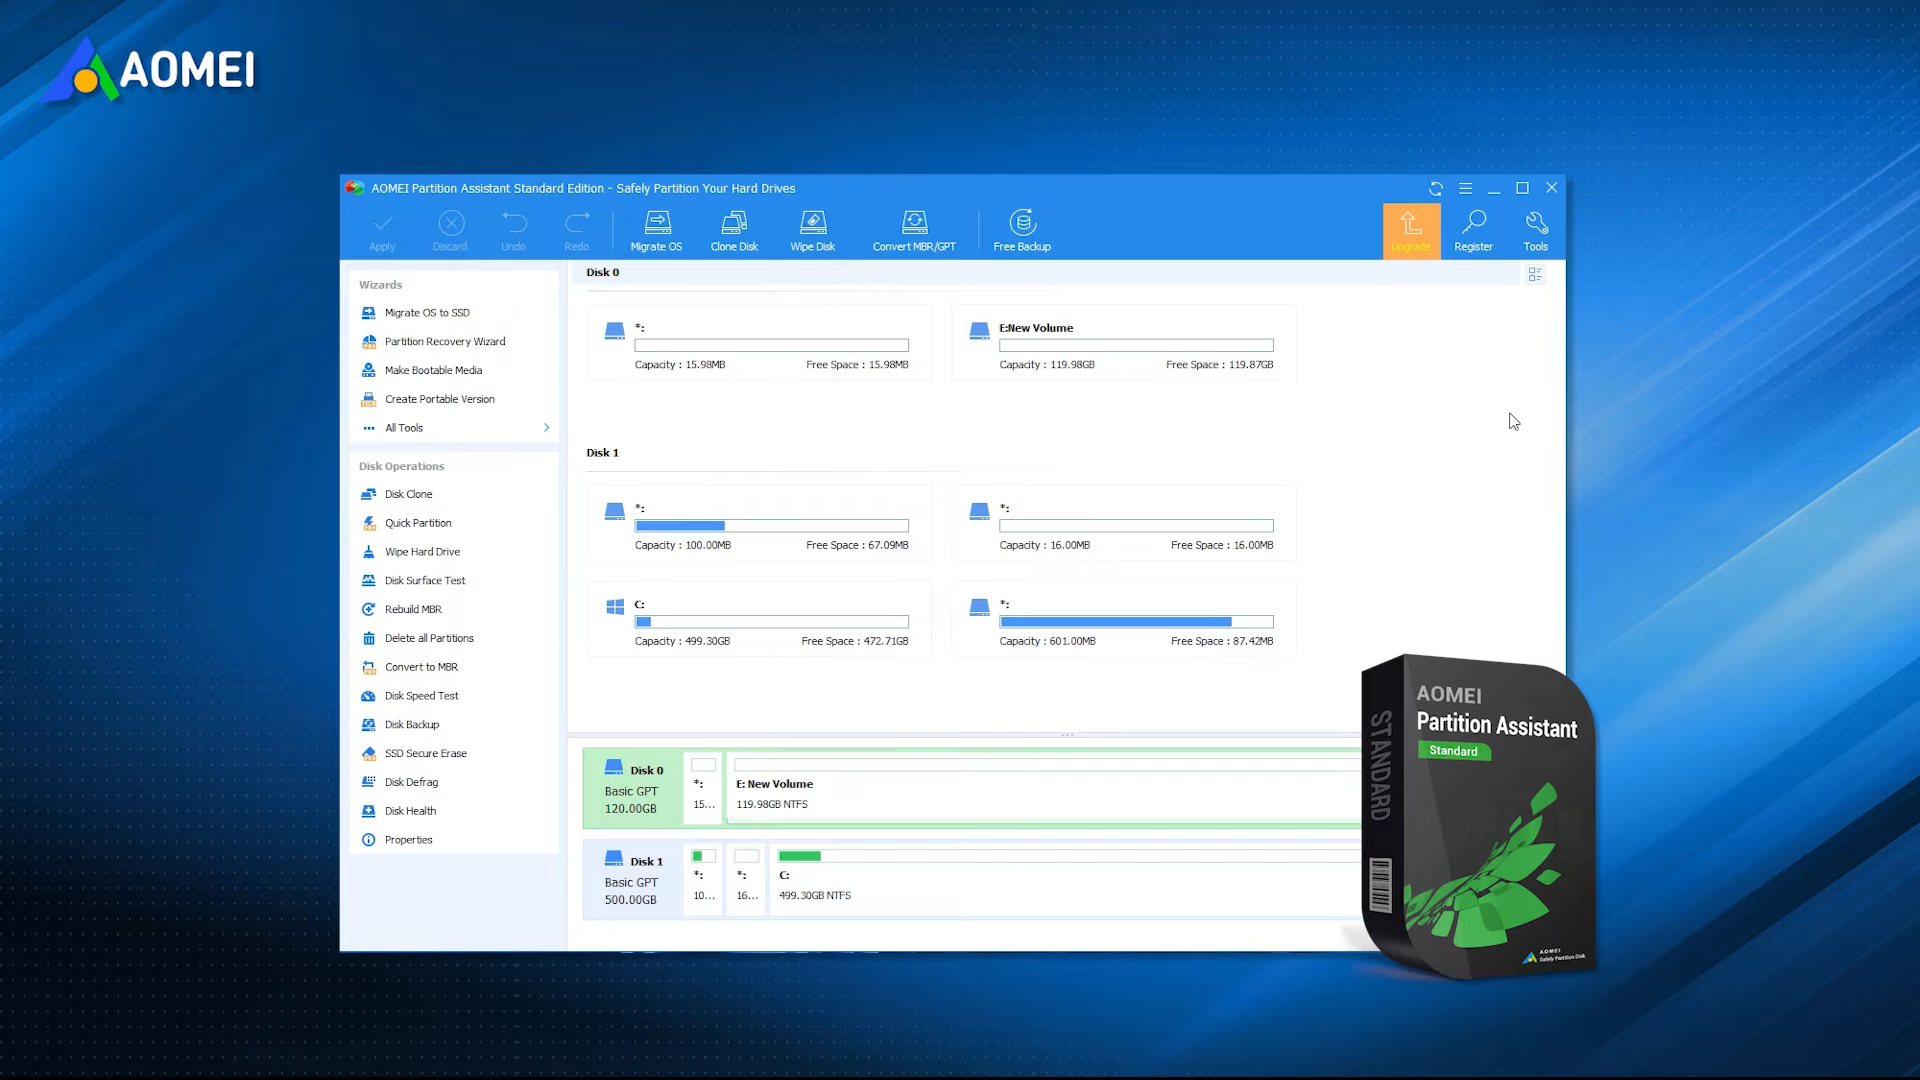 AOMEI
AOMEI Partition Assistant Standard Edition - Safely Partition Your Hard Drives
Apply
Discard
Undo
Redo
Migrate OS
Clone Disk
Wipe Disk
Convert MBR/GPT
Free Backup
Upgrade
Register
Tools
Wizards
Migrate OS to SSD
Partition Recovery Wizard
Make Bootable Media
Create Portable Version
All Tools
Disk Operations
Disk Clone
Quick Partition
Wipe Hard Drive
Disk Surface Test
Rebuild MBR
Delete all Partitions
Convert to MBR
Disk Speed Test
Disk Backup
SSD Secure Erase
Disk Defrag
Disk Health
Properties
Disk 0
*:
Capacity : 15.98MB Free Space : 15.98MB
E:New Volume
Capacity : 119.98GB Free Space : 119.87GB
Disk 1
*:
Capacity : 100.00MB Free Space : 67.09MB
*:
Capacity : 16.00MB Free Space : 16.00MB
C:
Capacity : 499.30GB Free Space : 472.71GB
*:
Capacity : 601.00MB Free Space : 87.42MB
Disk 0
Basic GPT
120.00GB
*:
15...
E: New Volume
119.98GB NTFS
Disk 1
Basic GPT
500.00GB
*:
10...
*:
16...
C:
499.30GB NTFS
STANDARD
AOMEI
Partition Assistant
Standard
AOMEI
Safely Partition Disk